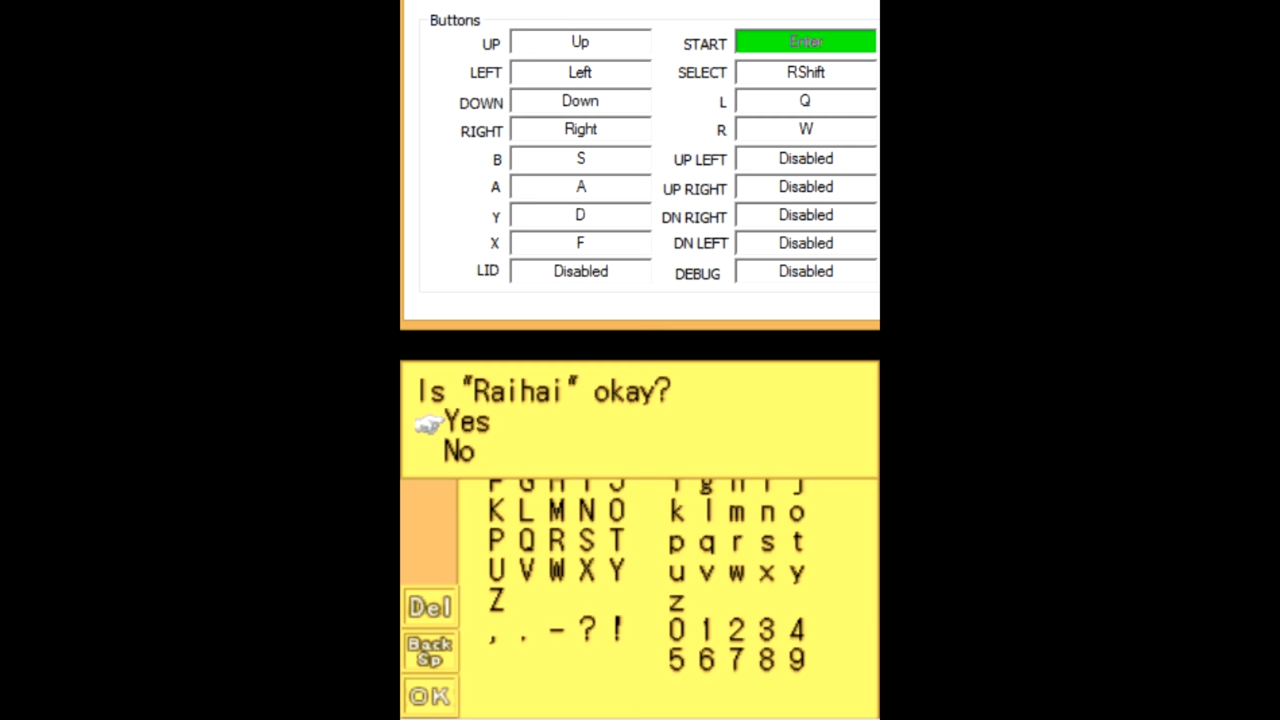 Buttons
UP Up START Enter
LEFT Left SELECT RShift
DOWN Down L Q
RIGHT Right R W
B S UP LEFT Disabled
A A UP RIGHT Disabled
Y D DN RIGHT Disabled
X F DN LEFT Disabled
LID Disabled DEBUG Disabled
Is "Raihai" okay?
Yes
No
F G H I J f g h i j
K L M N O k l m n o
P Q R S T p q r s t
U V W X Y u v w x y
Z z
, . - ? ! 0 1 2 3 4
5 6 7 8 9
Del
Back Sp
OK